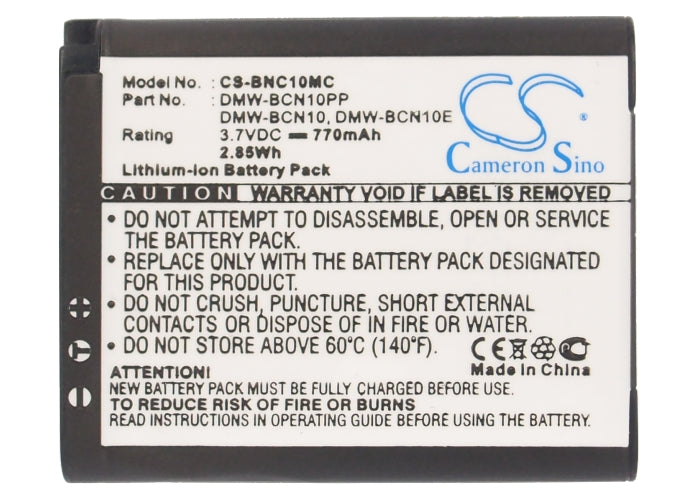 Model No. : CS-BNC10MC
Part No. : DMW-BCN10PP
DMW-BCN10, DMW-BCN10E
Rating : 3.7VDC 770mAh
2.85Wh
Lithium-Ion Battery Pack
CS
®
Cameron Sino
CAUTION WARRANTY VOID IF LABEL IS REMOVED
• DO NOT ATTEMPT TO DISASSEMBLE, OPEN OR SERVICE
THE BATTERY PACK.
• REPLACE ONLY WITH THE BATTERY PACK DESIGNATED
FOR THIS PRODUCT.
• DO NOT CRUSH, PUNCTURE, SHORT EXTERNAL
CONTACTS OR DISPOSE OF IN FIRE OR WATER.
• DO NOT STORE ABOVE 60°C (140°F).
CE
Made In China
ATTENTION!
NEW BATTERY PACK MUST BE FULLY CHARGED BEFORE USE.
TO REDUCE RISK OF FIRE OR BURNS.
READ INSTRUCTIONS IN THE USER GUIDE BEFORE USING THE BATTERY.